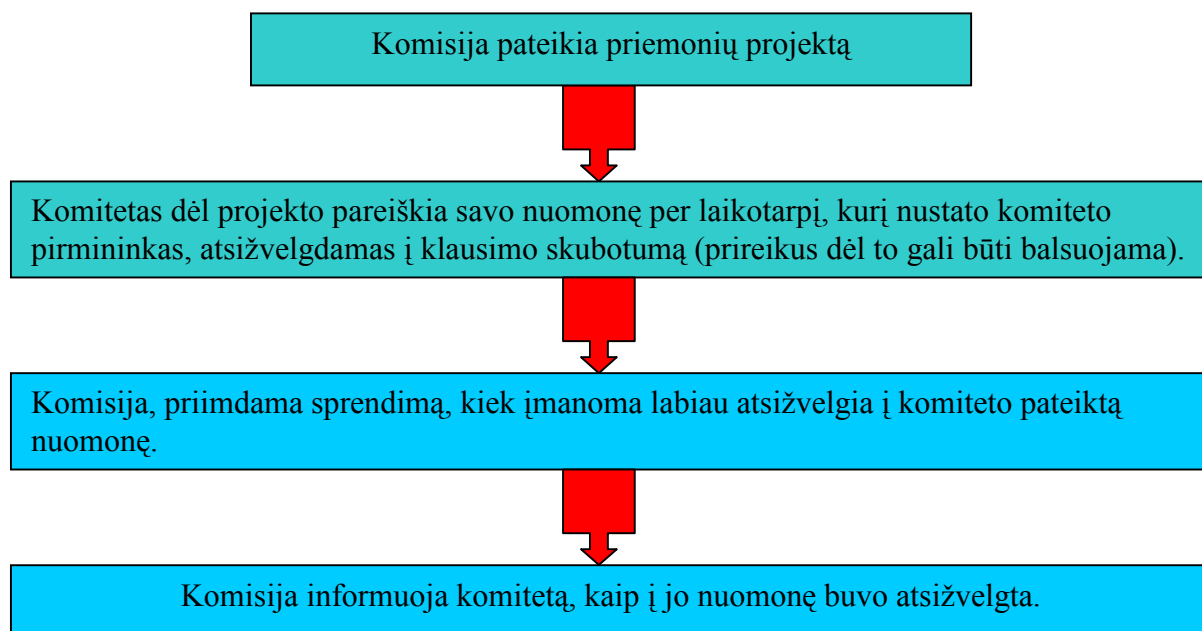 Komisija pateikia priemonių projektą
Komitetas dėl projekto pareiškia savo nuomonę per laikotarpį, kurį nustato komiteto
pirmininkas, atsižvelgdamas į klausimo skubotumą (prireikus dėl to gali būti balsuojama).
Komisija, priimdama sprendimą, kiek įmanoma labiau atsižvelgia į komiteto pateiktą
nuomonę.
Komisija informuoja komitetą, kaip į jo nuomonę buvo atsižvelgta.